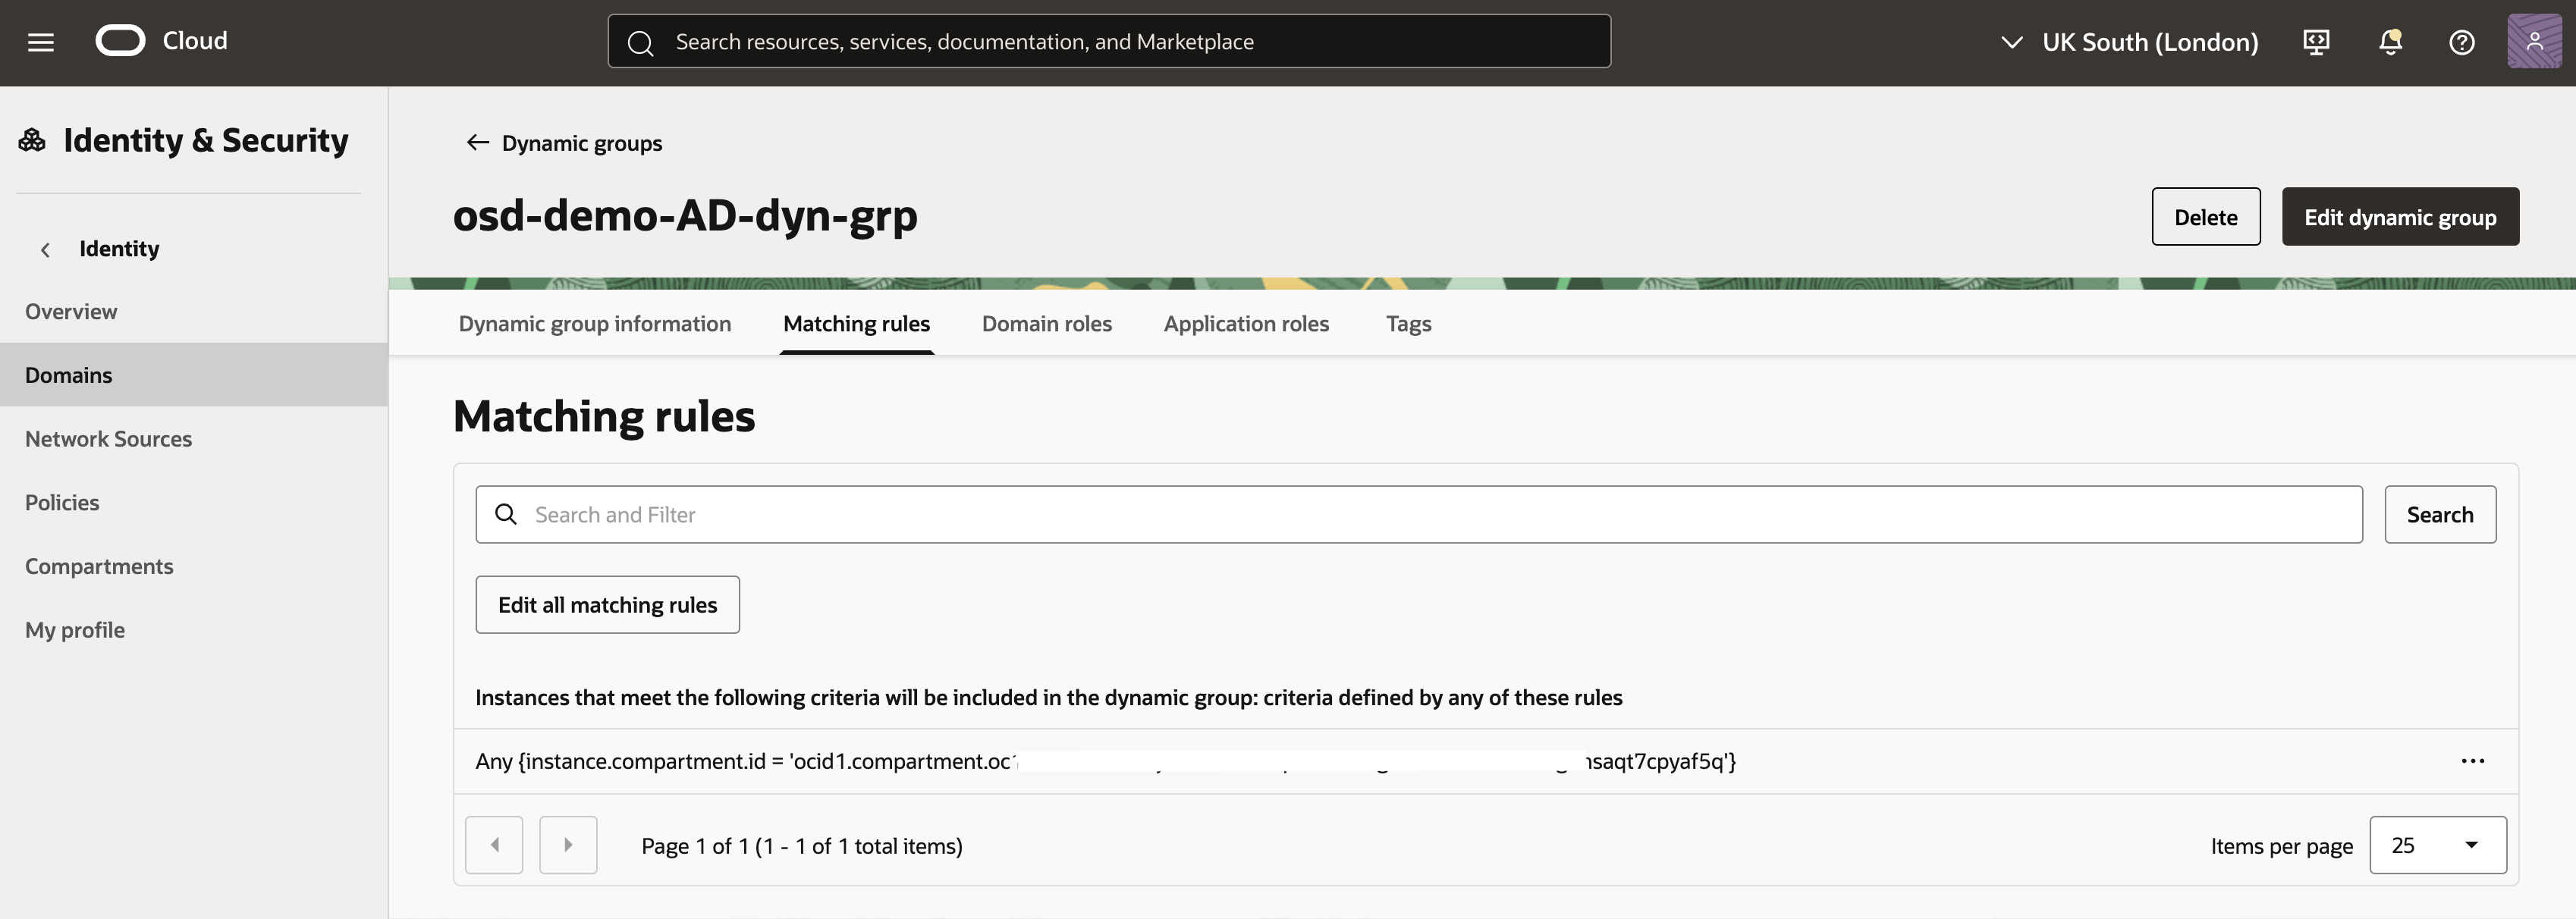 Cloud
Search resources, services, documentation, and Marketplace
UK South (London)
Identity & Security
Identity
Overview
Domains
Network Sources
Policies
Compartments
My profile
Dynamic groups
osd-demo-AD-dyn-grp
Delete
Edit dynamic group
Dynamic group information
Matching rules
Domain roles
Application roles
Tags
Matching rules
Search and Filter
Search
Edit all matching rules
Instances that meet the following criteria will be included in the dynamic group: criteria defined by any of these rules
Any {instance.compartment.id = 'ocid1.compartment.oc saqt7cpyaf5q'}
Page 1 of 1 (1 - 1 of 1 total items)
Items per page
25